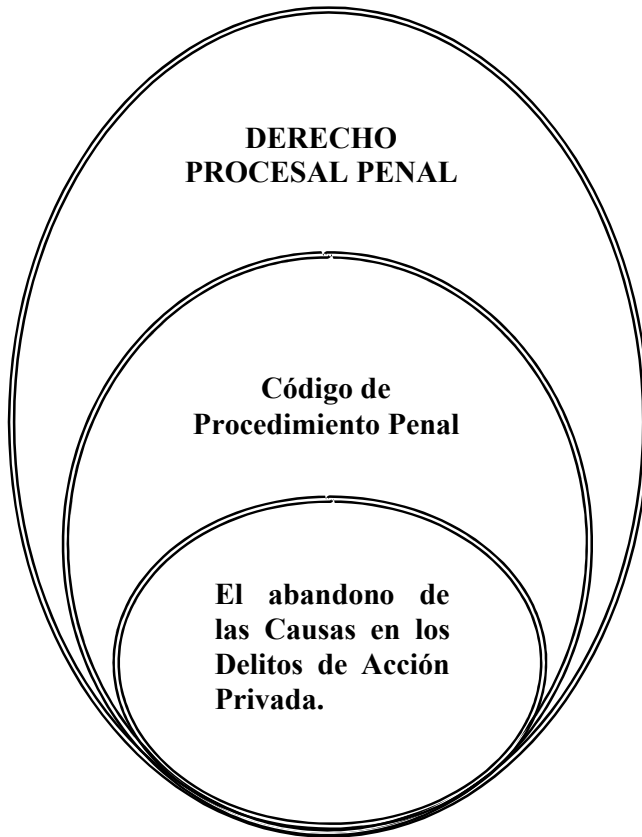 DERECHO
PROCESAL PENAL
Código de
Procedimiento Penal
El abandono de
las Causas en los
Delitos de Acción
Privada.